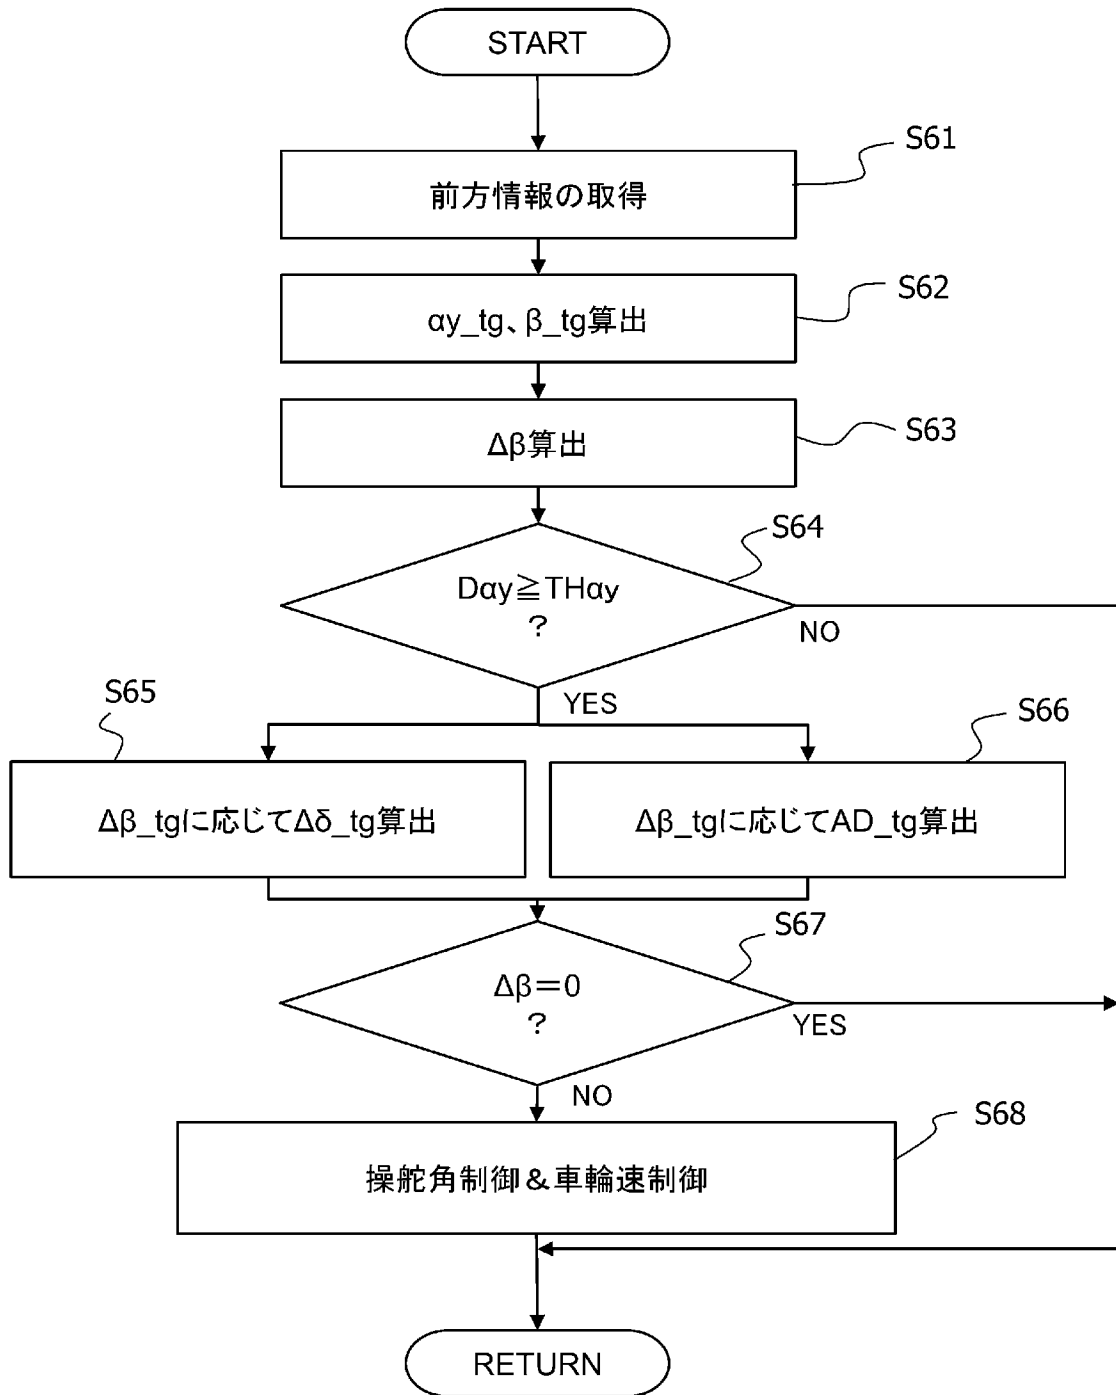 START
S61
前方情報の取得
S62
αy_tg、β_tg算出
S63
Δβ算出
S64
Dαy≧THαy
?
NO
YES
S65
S66
Δβ_tgに応じてΔδ_tg算出
Δβ_tgに応じてAD_tg算出
S67
Δβ=0
?
YES
NO
S68
操舵角制御&車輪速制御
RETURN